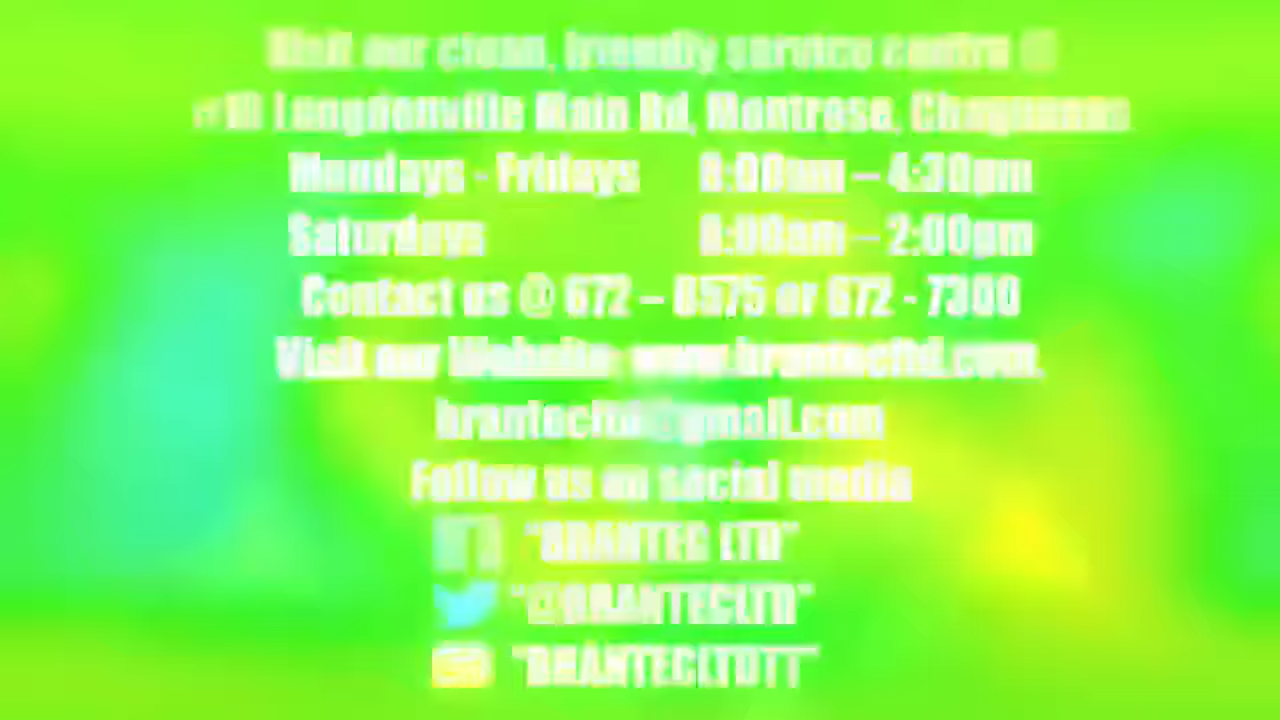 Visit our clean, friendly service centre @
Longdenville Main Rd, Montrose, Chaguanas
Mondays - Fridays 8:00am – 4:30pm
Saturdays 8:00am – 2:00pm
Contact us @ 672 – 8575 or 672 - 7300
Visit our Website: www.brantecltd.com.
brantecltd@gmail.com
Follow us on social media
"BRANTEC LTD"
"@BRANTECLTD"
"BRANTECLTDTT"